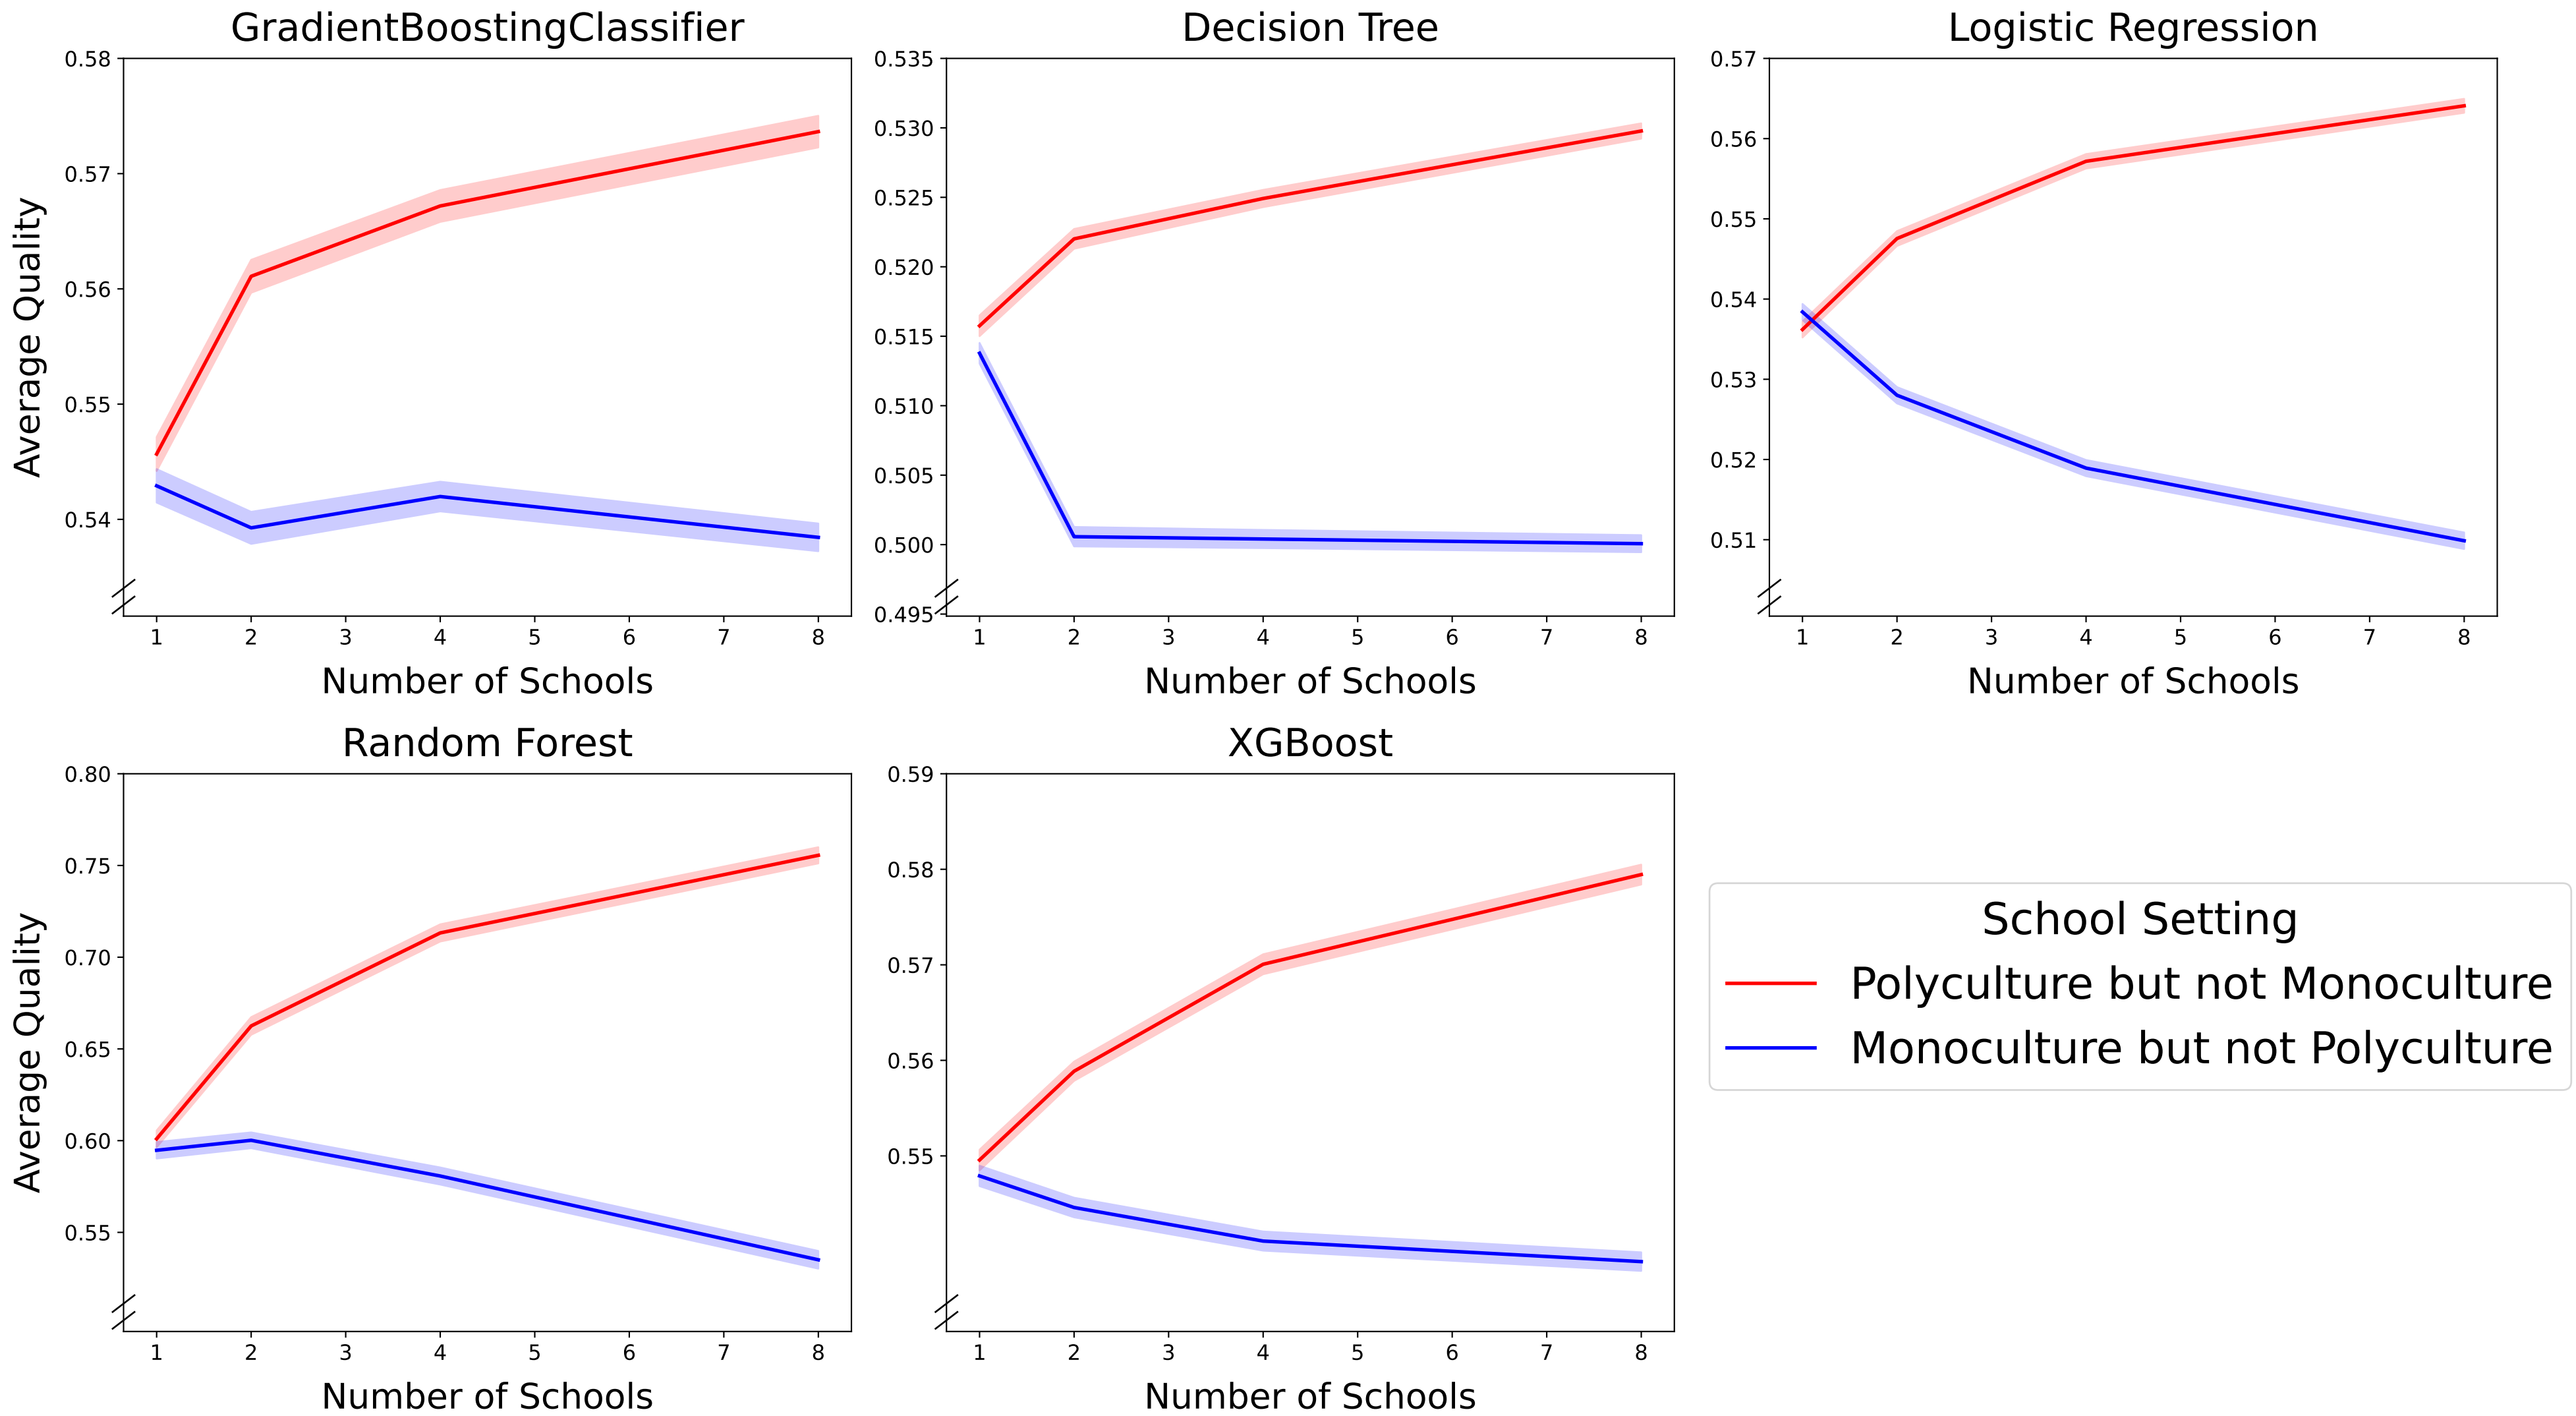 GradientBoostingClassifier
Decision Tree
Logistic Regression
Average Quality
0.58
0.57
0.56
0.55
0.54
1 2 3 4 5 6 7 8
Number of Schools
0.535
0.530
0.525
0.520
0.515
0.510
0.505
0.500
0.495
1 2 3 4 5 6 7 8
Number of Schools
0.57
0.56
0.55
0.54
0.53
0.52
0.51
1 2 3 4 5 6 7 8
Number of Schools
Random Forest
XGBoost
Average Quality
0.80
0.75
0.70
0.65
0.60
0.55
1 2 3 4 5 6 7 8
Number of Schools
0.59
0.58
0.57
0.56
0.55
1 2 3 4 5 6 7 8
Number of Schools
School Setting
Polyculture but not Monoculture
Monoculture but not Polyculture